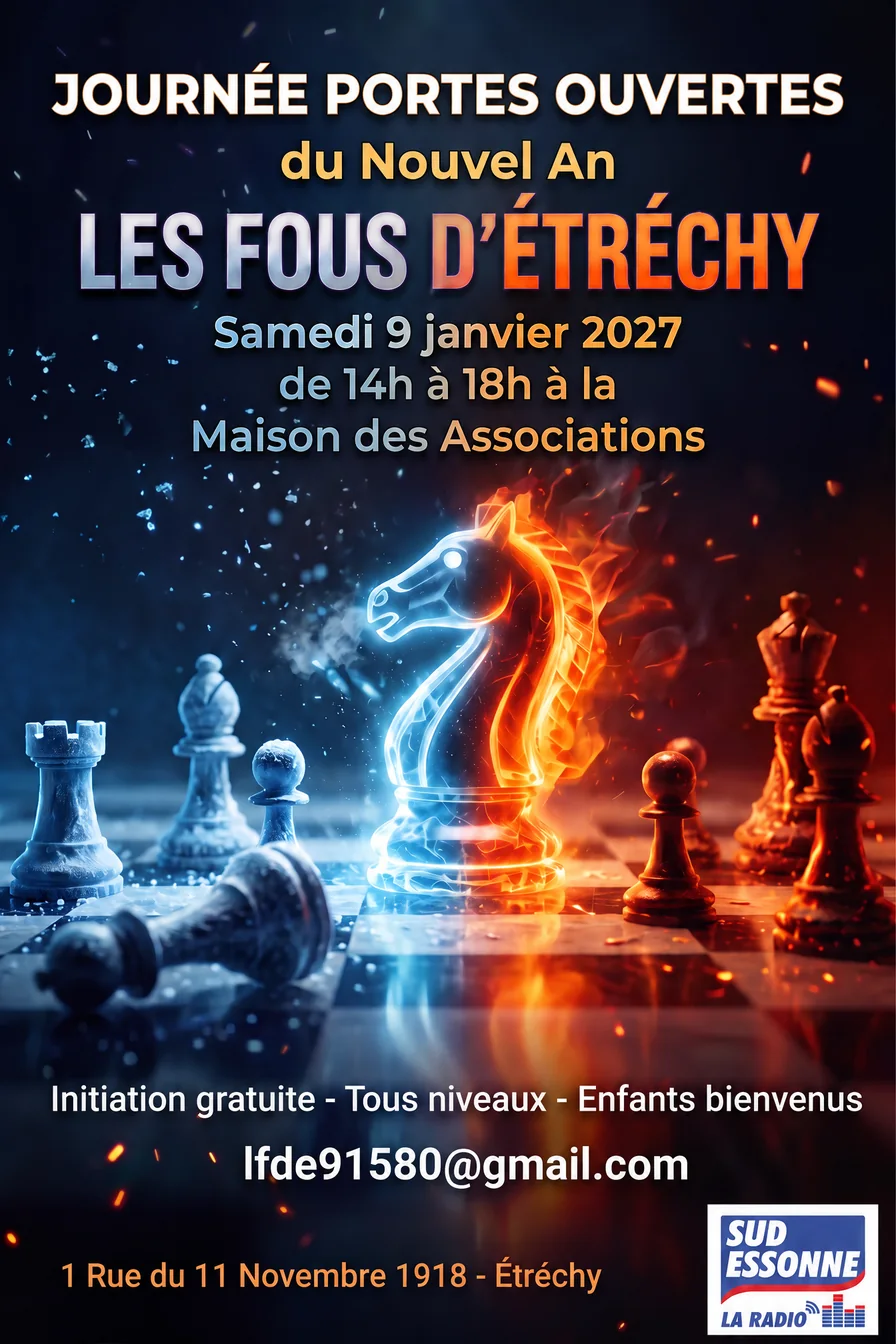 JOURNÉE PORTES OUVERTES
du Nouvel An
LES FOUS D'ÉTRÉCHY
Samedi 9 janvier 2027
de 14h à 18h à la
Maison des Associations
Initiation gratuite - Tous niveaux - Enfants bienvenus
lfde91580@gmail.com
1 Rue du 11 Novembre 1918 - Étréchy
SUD
ESSONNE
LA RADIO